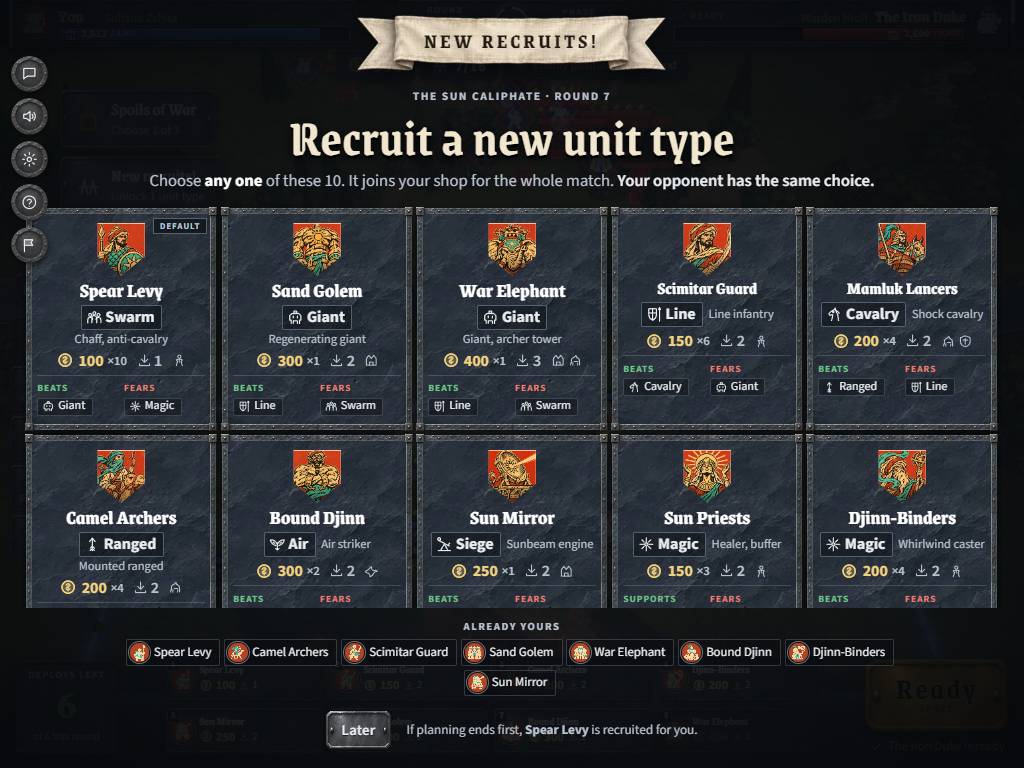 NEW RECRUITS!
THE SUN CALIPHATE · ROUND 7
Recruit a new unit type
Choose any one of these 10. It joins your shop for the whole match. Your opponent has the same choice.
DEFAULT
Spear Levy
Swarm
Chaff, anti-cavalry
100 ×10 1
BEATS FEARS
Giant Magic
Sand Golem
Giant
Regenerating giant
300 ×1 2
BEATS FEARS
Line Swarm
War Elephant
Giant
Giant, archer tower
400 ×1 3
BEATS FEARS
Line Swarm
Scimitar Guard
Line Line infantry
150 ×6 2
BEATS FEARS
Cavalry Giant
Mamluk Lancers
Cavalry Shock cavalry
200 ×4 2
BEATS FEARS
Ranged Line
Camel Archers
Ranged
Mounted ranged
200 ×4 2
Bound Djinn
Air Air striker
300 ×2 2
BEATS FEARS
Sun Mirror
Siege Sunbeam engine
250 ×1 2
BEATS FEARS
Sun Priests
Magic Healer, buffer
150 ×3 2
SUPPORTS FEARS
Djinn-Binders
Magic Whirlwind caster
200 ×4 2
BEATS FEARS
ALREADY YOURS
Spear Levy Camel Archers Scimitar Guard Sand Golem War Elephant Bound Djinn Djinn-Binders
Sun Mirror
DEPLOYS LEFT
6
Ready
Later
If planning ends first, Spear Levy is recruited for you.